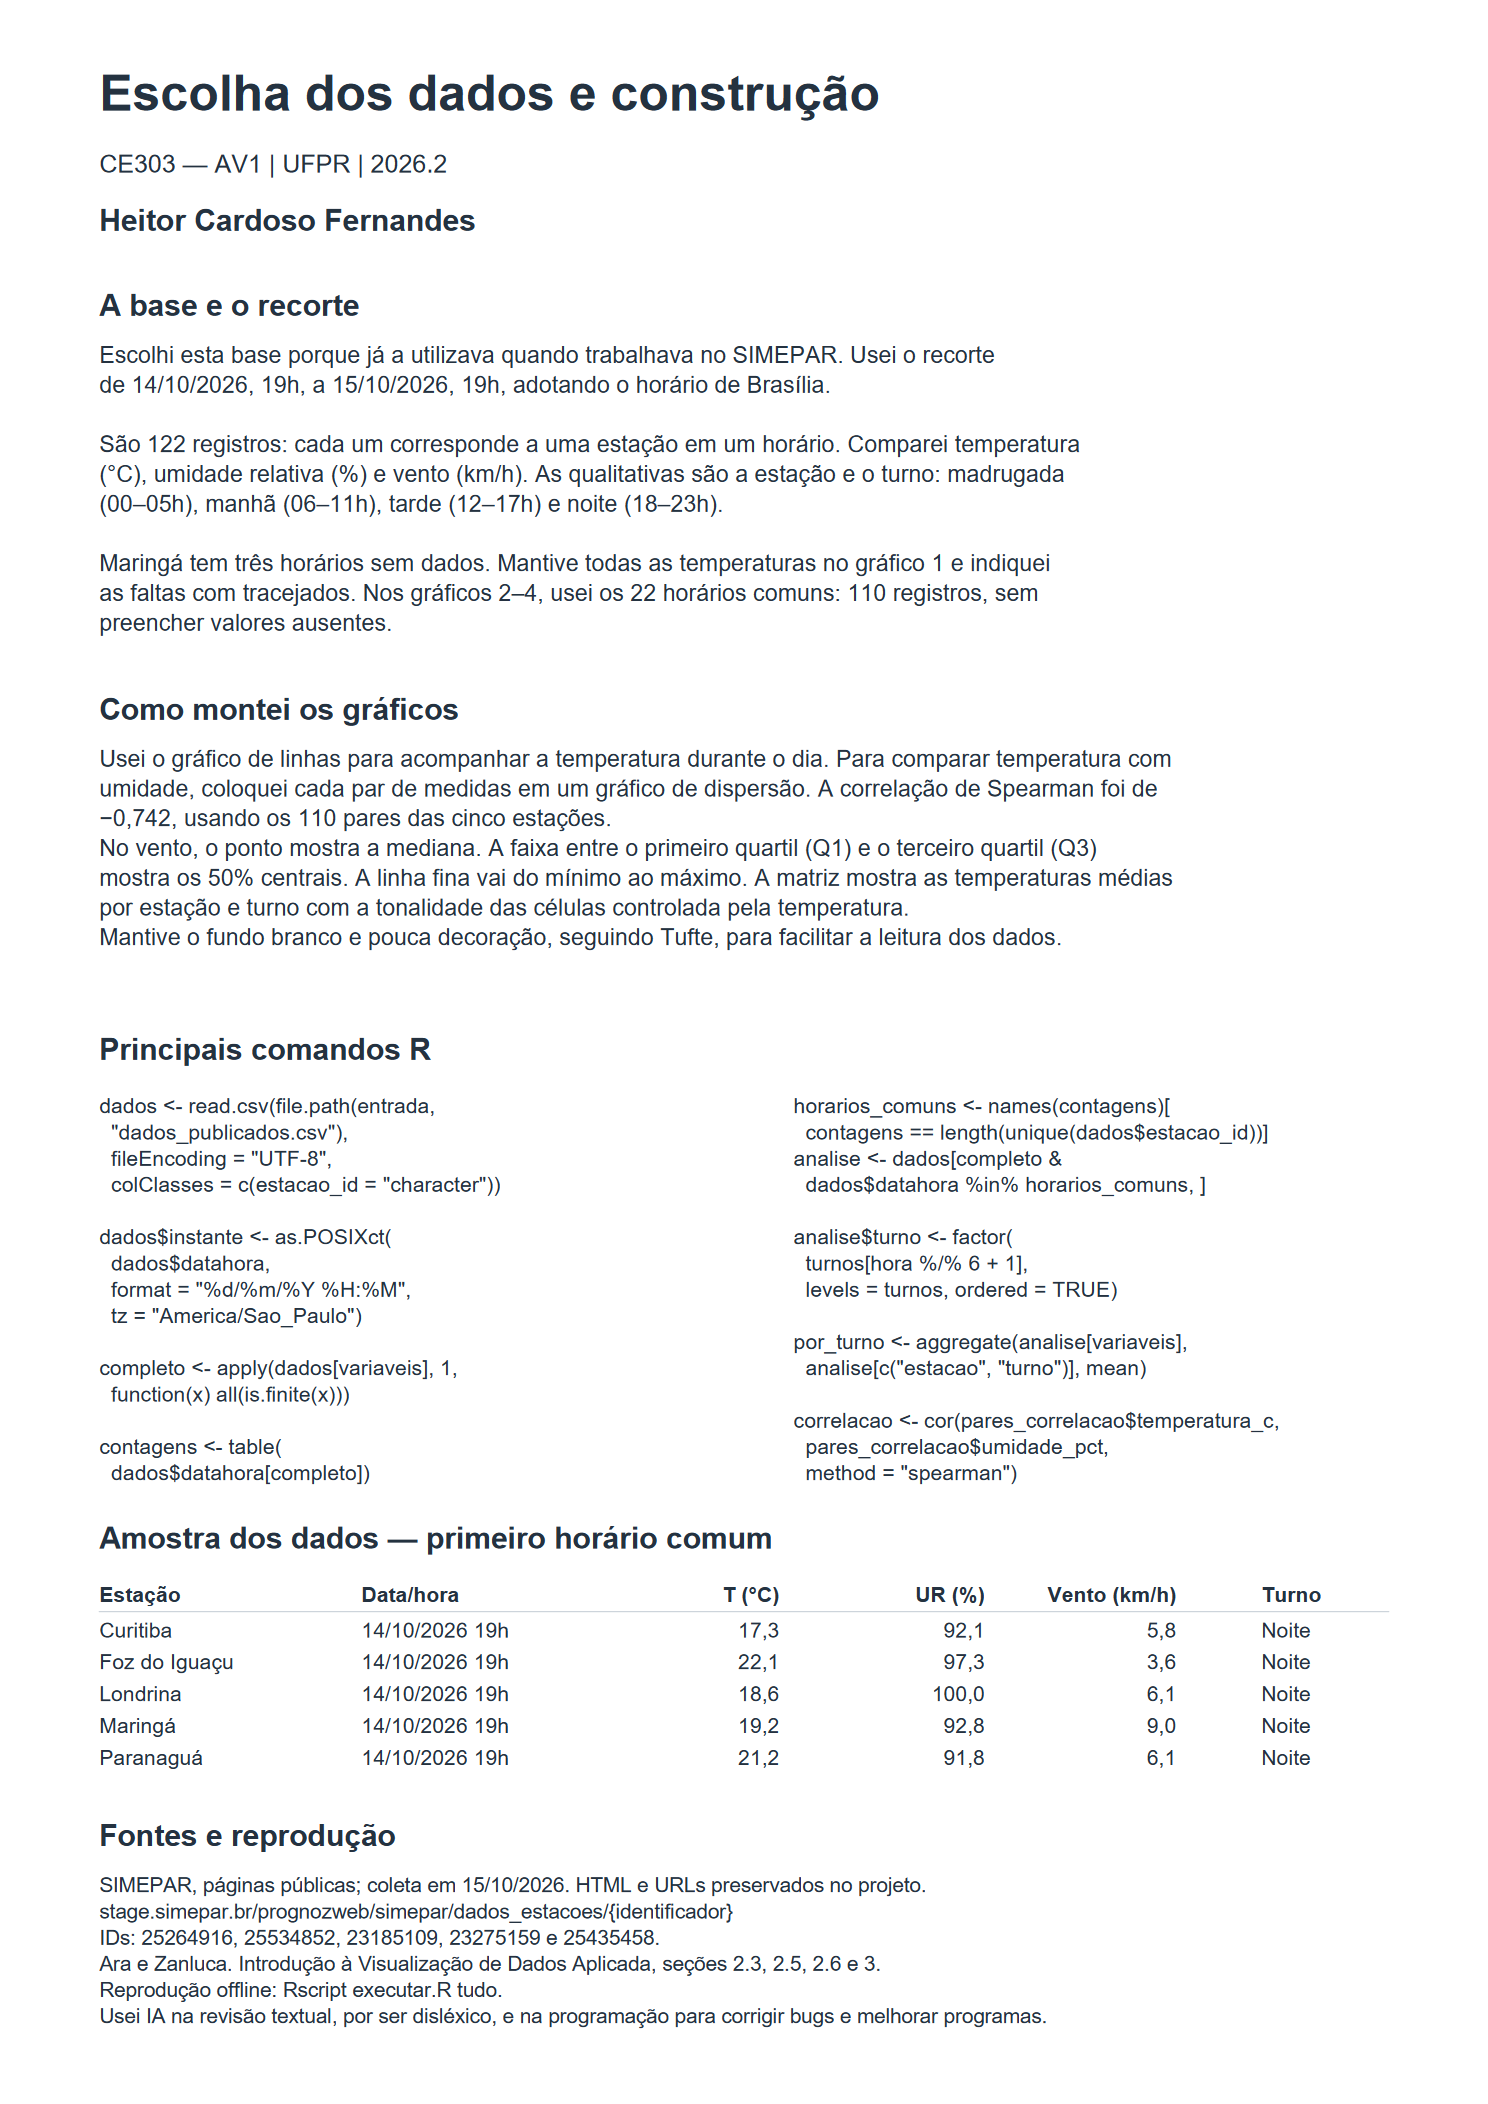 Escolha dos dados e construção
CE303 — AV1 | UFPR | 2026.2
Heitor Cardoso Fernandes
A base e o recorte
Escolhi esta base porque já a utilizava quando trabalhava no SIMEPAR. Usei o recorte
de 14/10/2026, 19h, a 15/10/2026, 19h, adotando o horário de Brasília.
São 122 registros: cada um corresponde a uma estação em um horário. Comparei temperatura
(°C), umidade relativa (%) e vento (km/h). As qualitativas são a estação e o turno: madrugada
(00–05h), manhã (06–11h), tarde (12–17h) e noite (18–23h).
Maringá tem três horários sem dados. Mantive todas as temperaturas no gráfico 1 e indiquei
as faltas com tracejados. Nos gráficos 2–4, usei os 22 horários comuns: 110 registros, sem
preencher valores ausentes.
Como montei os gráficos
Usei o gráfico de linhas para acompanhar a temperatura durante o dia. Para comparar temperatura com
umidade, coloquei cada par de medidas em um gráfico de dispersão. A correlação de Spearman foi de
−0,742, usando os 110 pares das cinco estações.
No vento, o ponto mostra a mediana. A faixa entre o primeiro quartil (Q1) e o terceiro quartil (Q3)
mostra os 50% centrais. A linha fina vai do mínimo ao máximo. A matriz mostra as temperaturas médias
por estação e turno com a tonalidade das células controlada pela temperatura.
Mantive o fundo branco e pouca decoração, seguindo Tufte, para facilitar a leitura dos dados.
Principais comandos R
dados <- read.csv(file.path(entrada,
"dados_publicados.csv"),
fileEncoding = "UTF-8",
colClasses = c(estacao_id = "character"))
dados$instante <- as.POSIXct(
dados$datahora,
format = "%d/%m/%Y %H:%M",
tz = "America/Sao_Paulo")
completo <- apply(dados[variaveis], 1,
function(x) all(is.finite(x)))
contagens <- table(
dados$datahora[completo])
horarios_comuns <- names(contagens)[
contagens == length(unique(dados$estacao_id))]
analise <- dados[completo &
dados$datahora %in% horarios_comuns, ]
analise$turno <- factor(
turnos[hora %/% 6 + 1],
levels = turnos, ordered = TRUE)
por_turno <- aggregate(analise[variaveis],
analise[c("estacao", "turno")], mean)
correlacao <- cor(pares_correlacao$temperatura_c,
pares_correlacao$umidade_pct,
method = "spearman")
Amostra dos dados — primeiro horário comum
Estação Data/hora T (°C) UR (%) Vento (km/h) Turno
Curitiba 14/10/2026 19h 17,3 92,1 5,8 Noite
Foz do Iguaçu 14/10/2026 19h 22,1 97,3 3,6 Noite
Londrina 14/10/2026 19h 18,6 100,0 6,1 Noite
Maringá 14/10/2026 19h 19,2 92,8 9,0 Noite
Paranaguá 14/10/2026 19h 21,2 91,8 6,1 Noite
Fontes e reprodução
SIMEPAR, páginas públicas; coleta em 15/10/2026. HTML e URLs preservados no projeto.
stage.simepar.br/prognozweb/simepar/dados_estacoes/{identificador}
IDs: 25264916, 25534852, 23185109, 23275159 e 25435458.
Ara e Zanluca. Introdução à Visualização de Dados Aplicada, seções 2.3, 2.5, 2.6 e 3.
Reprodução offline: Rscript executar.R tudo.
Usei IA na revisão textual, por ser disléxico, e na programação para corrigir bugs e melhorar programas.